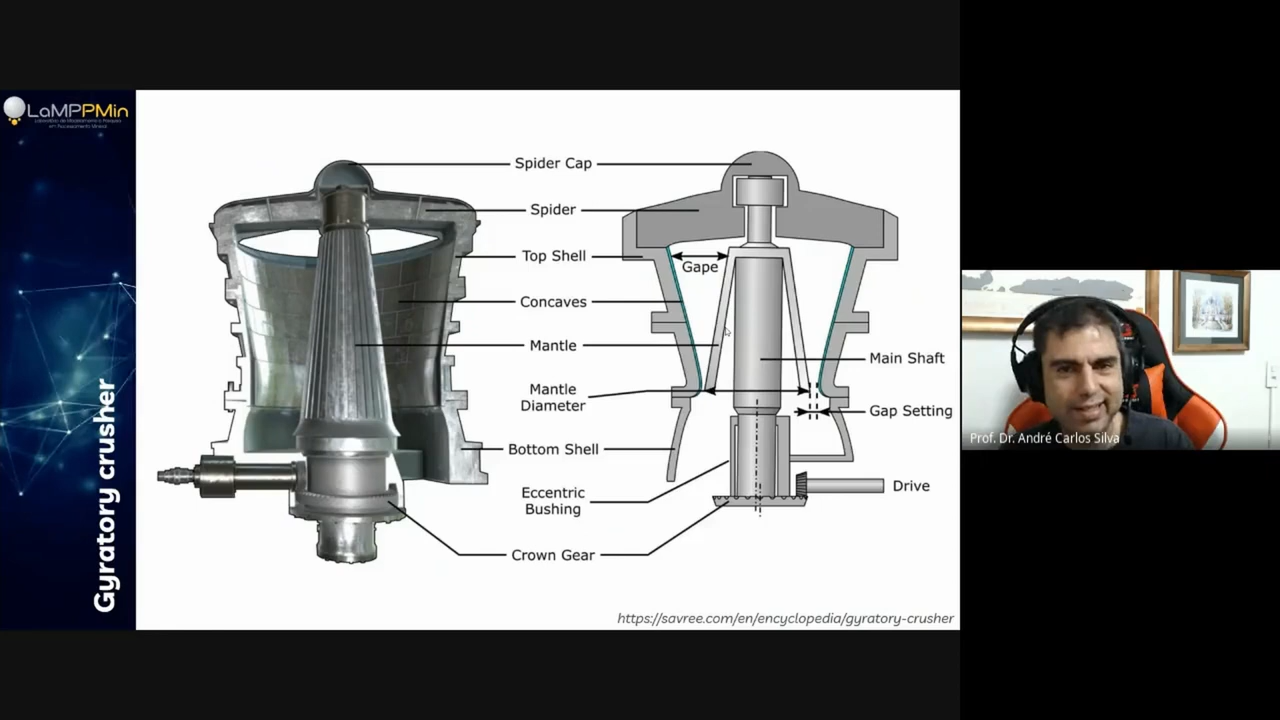 LaMPPMin
Gyratory crusher
Spider Cap
Spider
Top Shell
Gape
Concaves
Mantle
Main Shaft
Mantle
Diameter
Gap Setting
Bottom Shell
Eccentric
Bushing
Drive
Crown Gear
https://savree.com/en/encyclopedia/gyratory-crusher
Prof. Dr. André Carlos Silva